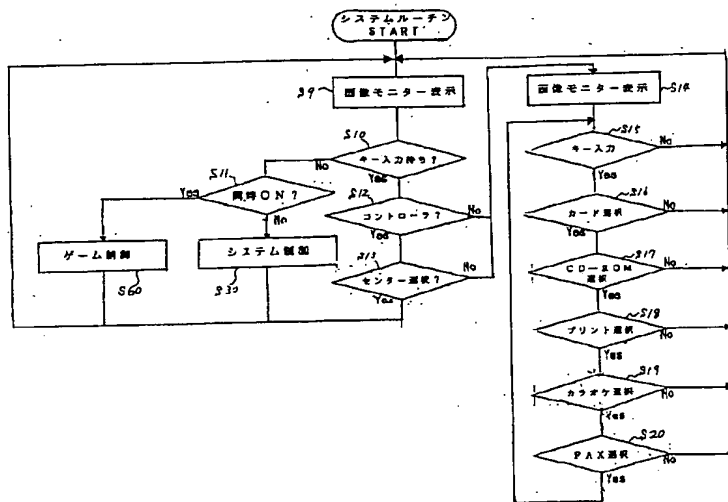 システムルーチン
START
S9
画像モニター表示
S10
キー入力待ち?
No
Yes
S11
同時ON?
Yes
No
S12
コントローラ?
No
Yes
ゲーム制御
S60
システム制御
S30
S13
センター選択?
No
Yes
画像モニター表示
S14
S15
キー入力
No
Yes
S16
カード選択
No
Yes
S17
CD-ROM
選択
No
Yes
S18
プリント選択
No
Yes
S19
カラオケ選択
No
Yes
S20
FAX選択
No
Yes